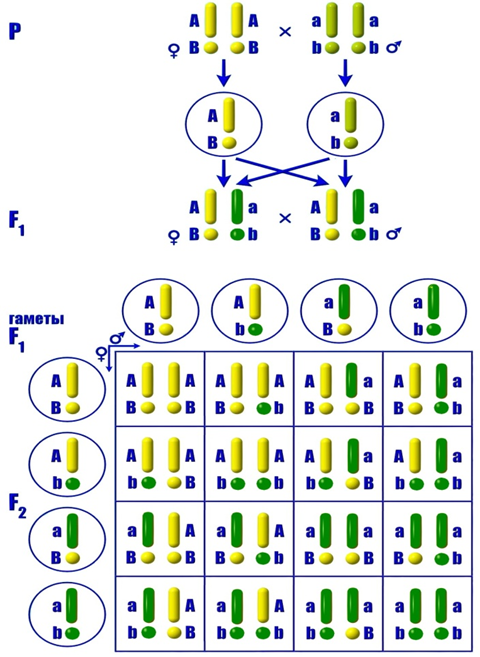 P
A A × a a
♀ B B b b ♂
A a
B b
F1
A a × A a
♀ B b B b ♂
гаметы
F1
A A a a
B b B b
♀ ♂
F2
A A A A A A a A a
B B B B b B B B b
A A A A A A a A a
b b B b b b B b b
a a A a A a a a a
B B B B b B B B b
a a A a A a a a a
b b B b b b B b b